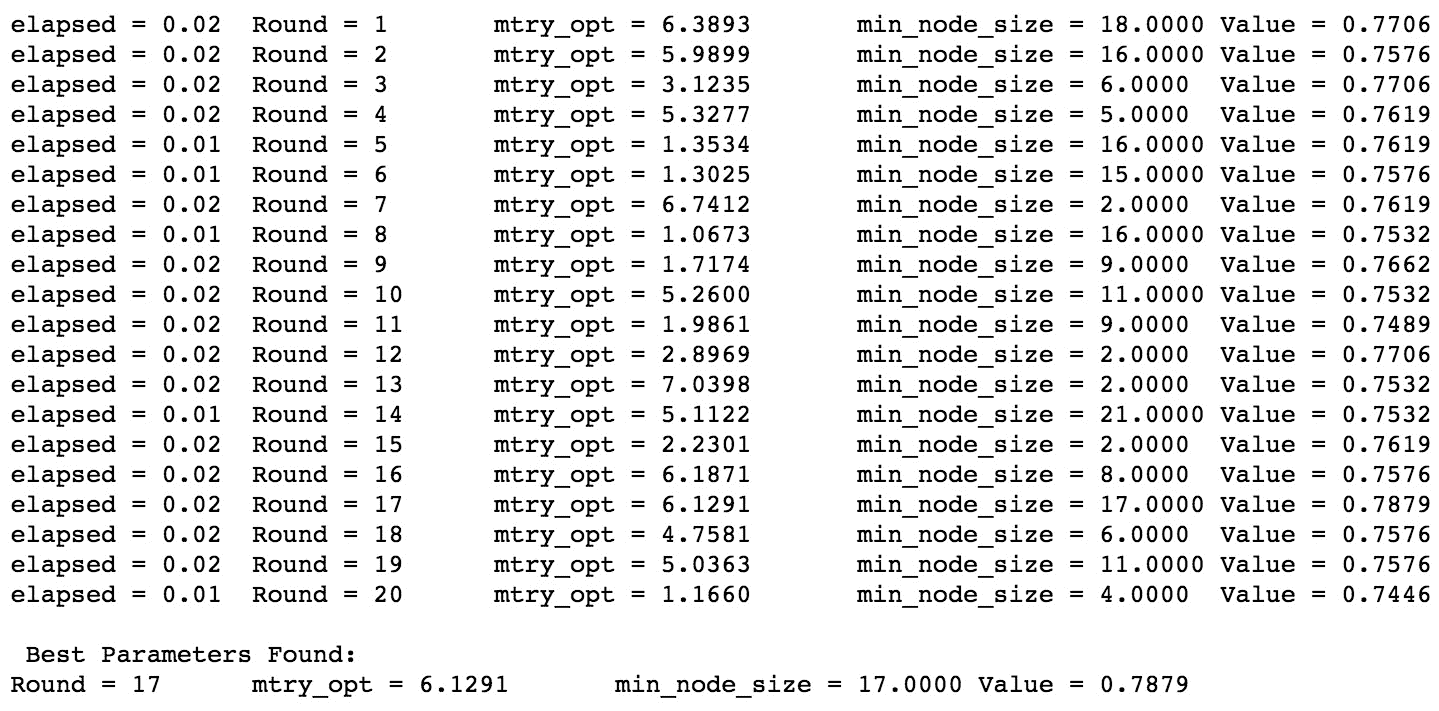 elapsed = 0.02 Round = 1 mtry_opt = 6.3893 min_node_size = 18.0000 Value = 0.7706
elapsed = 0.02 Round = 2 mtry_opt = 5.9899 min_node_size = 16.0000 Value = 0.7576
elapsed = 0.02 Round = 3 mtry_opt = 3.1235 min_node_size = 6.0000 Value = 0.7706
elapsed = 0.02 Round = 4 mtry_opt = 5.3277 min_node_size = 5.0000 Value = 0.7619
elapsed = 0.01 Round = 5 mtry_opt = 1.3534 min_node_size = 16.0000 Value = 0.7619
elapsed = 0.01 Round = 6 mtry_opt = 1.3025 min_node_size = 15.0000 Value = 0.7576
elapsed = 0.02 Round = 7 mtry_opt = 6.7412 min_node_size = 2.0000 Value = 0.7619
elapsed = 0.01 Round = 8 mtry_opt = 1.0673 min_node_size = 16.0000 Value = 0.7532
elapsed = 0.02 Round = 9 mtry_opt = 1.7174 min_node_size = 9.0000 Value = 0.7662
elapsed = 0.02 Round = 10 mtry_opt = 5.2600 min_node_size = 11.0000 Value = 0.7532
elapsed = 0.02 Round = 11 mtry_opt = 1.9861 min_node_size = 9.0000 Value = 0.7489
elapsed = 0.02 Round = 12 mtry_opt = 2.8969 min_node_size = 2.0000 Value = 0.7706
elapsed = 0.02 Round = 13 mtry_opt = 7.0398 min_node_size = 2.0000 Value = 0.7532
elapsed = 0.01 Round = 14 mtry_opt = 5.1122 min_node_size = 21.0000 Value = 0.7532
elapsed = 0.02 Round = 15 mtry_opt = 2.2301 min_node_size = 2.0000 Value = 0.7619
elapsed = 0.02 Round = 16 mtry_opt = 6.1871 min_node_size = 8.0000 Value = 0.7576
elapsed = 0.02 Round = 17 mtry_opt = 6.1291 min_node_size = 17.0000 Value = 0.7879
elapsed = 0.02 Round = 18 mtry_opt = 4.7581 min_node_size = 6.0000 Value = 0.7576
elapsed = 0.02 Round = 19 mtry_opt = 5.0363 min_node_size = 11.0000 Value = 0.7576
elapsed = 0.01 Round = 20 mtry_opt = 1.1660 min_node_size = 4.0000 Value = 0.7446
Best Parameters Found:
Round = 17 mtry_opt = 6.1291 min_node_size = 17.0000 Value = 0.7879